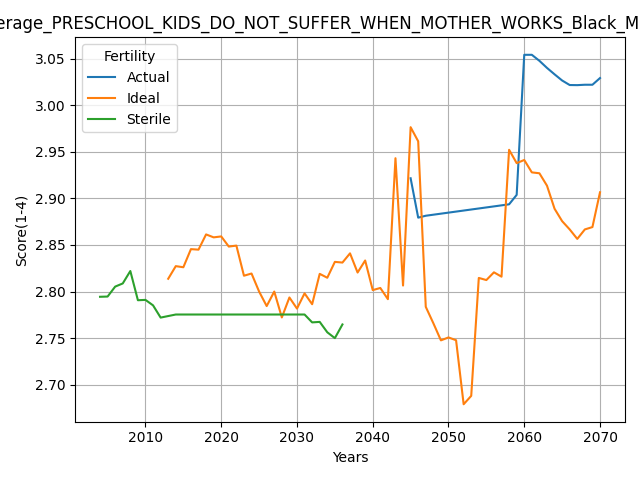 erage_PRESCHOOL_KIDS_DO_NOT_SUFFER_WHEN_MOTHER_WORKS_Black_M
Fertility
Actual
Ideal
Sterile
Score(1-4)
3.05
3.00
2.95
2.90
2.85
2.80
2.75
2.70
2010 2020 2030 2040 2050 2060 2070
Years